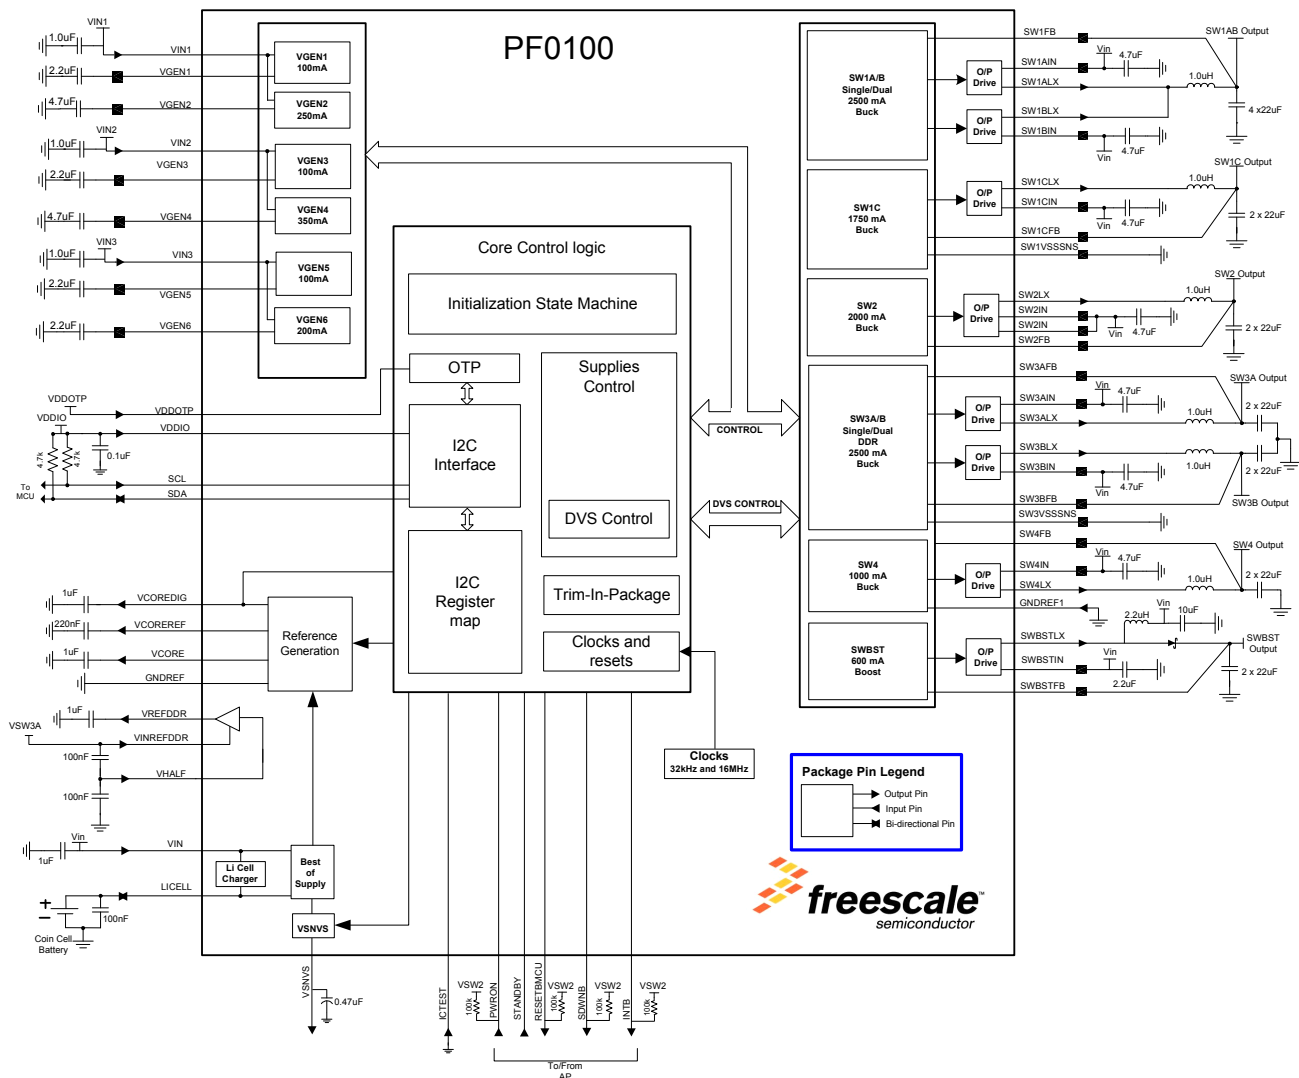 PF0100
VIN1
1.0uF
VIN1
2.2uF
VGEN1
4.7uF
VGEN2
VIN2
1.0uF
VIN2
VGEN3
2.2uF
4.7uF
VGEN4
VIN3
1.0uF
VIN3
2.2uF
VGEN5
2.2uF
VGEN6
VGEN1
100mA
VGEN2
250mA
VGEN3
100mA
VGEN4
350mA
VGEN5
100mA
VGEN6
200mA
VDDOTP
VDDOTP
VDDIO
VDDIO
4.7k
4.7k
0.1uF
To
MCU
SCL
SDA
Core Control logic
Initialization State Machine
OTP
I2C
Interface
I2C
Register
map
Supplies
Control
DVS Control
Trim-In-Package
Clocks and
resets
CONTROL
DVS CONTROL
1uF
VCOREDIG
220nF
VCOREREF
1uF
VCORE
GNDREF
Reference
Generation
1uF
VREFDDR
VSW3A
VINREFDDR
100nF
VHALF
100nF
Vin
VIN
1uF
Li Cell
Charger
Best
of
Supply
LICELL
100nF
Coin Cell
Battery
VSNVS
VSNVS
0.47uF
ICTEST
VSW2
100k
PWRON
STANDBY
RESETBMCU
VSW2
100k
SDWNB
VSW2
100k
INTB
VSW2
100k
To/From
AP
Clocks
32kHz and 16MHz
SW1A/B
Single/Dual
2500 mA
Buck
O/P
Drive
O/P
Drive
SW1FB
SW1AIN
SW1ALX
SW1BLX
SW1BIN
Vin
4.7uF
1.0uH
Vin
4.7uF
SW1AB Output
4 x22uF
SW1C
1750 mA
Buck
O/P
Drive
SW1CLX
SW1CIN
SW1CFB
SW1VSSSNS
Vin
4.7uF
1.0uH
SW1C Output
2 x 22uF
SW2
2000 mA
Buck
O/P
Drive
SW2LX
SW2IN
SW2IN
SW2FB
Vin
4.7uF
1.0uH
SW2 Output
2 x 22uF
SW3A/B
Single/Dual
DDR
2500 mA
Buck
O/P
Drive
O/P
Drive
SW3AFB
SW3AIN
SW3ALX
SW3BLX
SW3BIN
SW3BFB
SW3VSSSNS
Vin
4.7uF
1.0uH
1.0uH
Vin
4.7uF
SW3A Output
2 x 22uF
2 x 22uF
SW3B Output
SW4
1000 mA
Buck
O/P
Drive
SW4FB
SW4IN
SW4LX
GNDREF1
Vin
4.7uF
1.0uH
SW4 Output
2 x 22uF
SWBST
600 mA
Boost
O/P
Drive
SWBSTLX
SWBSTIN
SWBSTFB
2.2uH
Vin
10uF
Vin
2.2uF
SWBST
Output
2 x 22uF
Package Pin Legend
Output Pin
Input Pin
Bi-directional Pin
freescale™
semiconductor